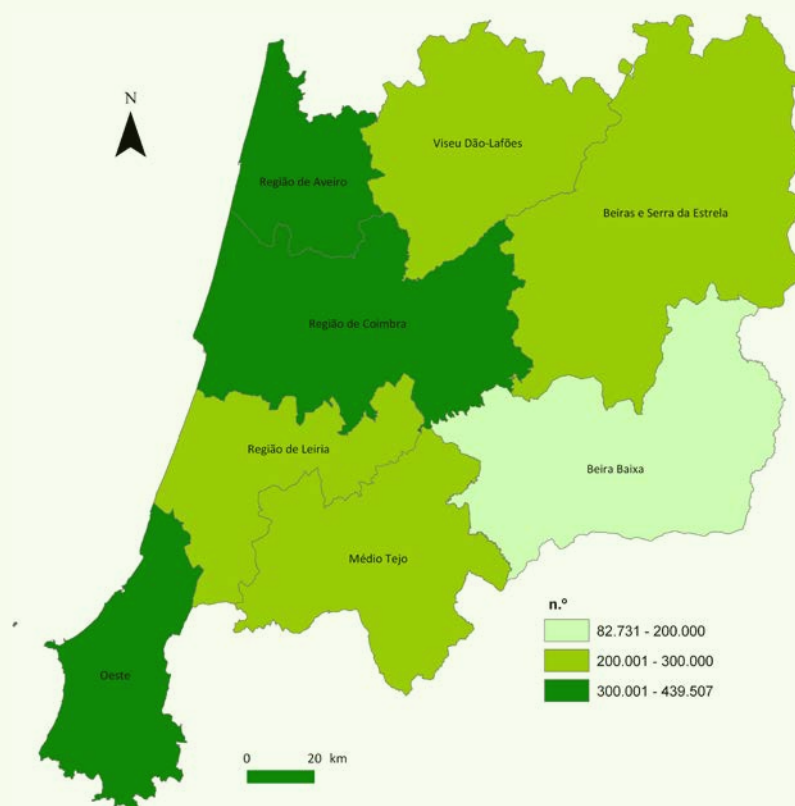 N
Viseu Dão-Lafões
Região de Aveiro
Beiras e Serra da Estrela
Região de Coimbra
Região de Leiria
Beira Baixa
Médio Tejo
n.º
82.731 - 200.000
200.001 - 300.000
300.001 - 439.507
Oeste
0 20 km